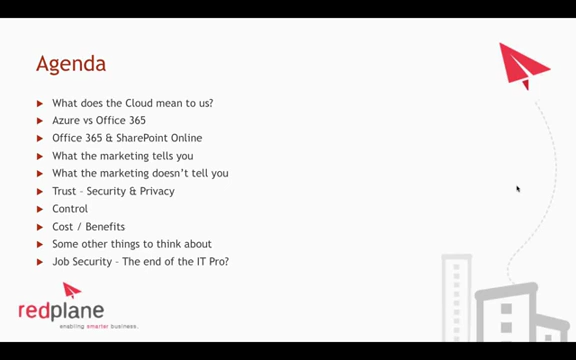 Agenda
What does the Cloud mean to us?
Azure vs Office 365
Office 365 & SharePoint Online
What the marketing tells you
What the marketing doesn't tell you
Trust – Security & Privacy
Control
Cost / Benefits
Some other things to think about
Job Security – The end of the IT Pro?
redplane
enabling smarter business.